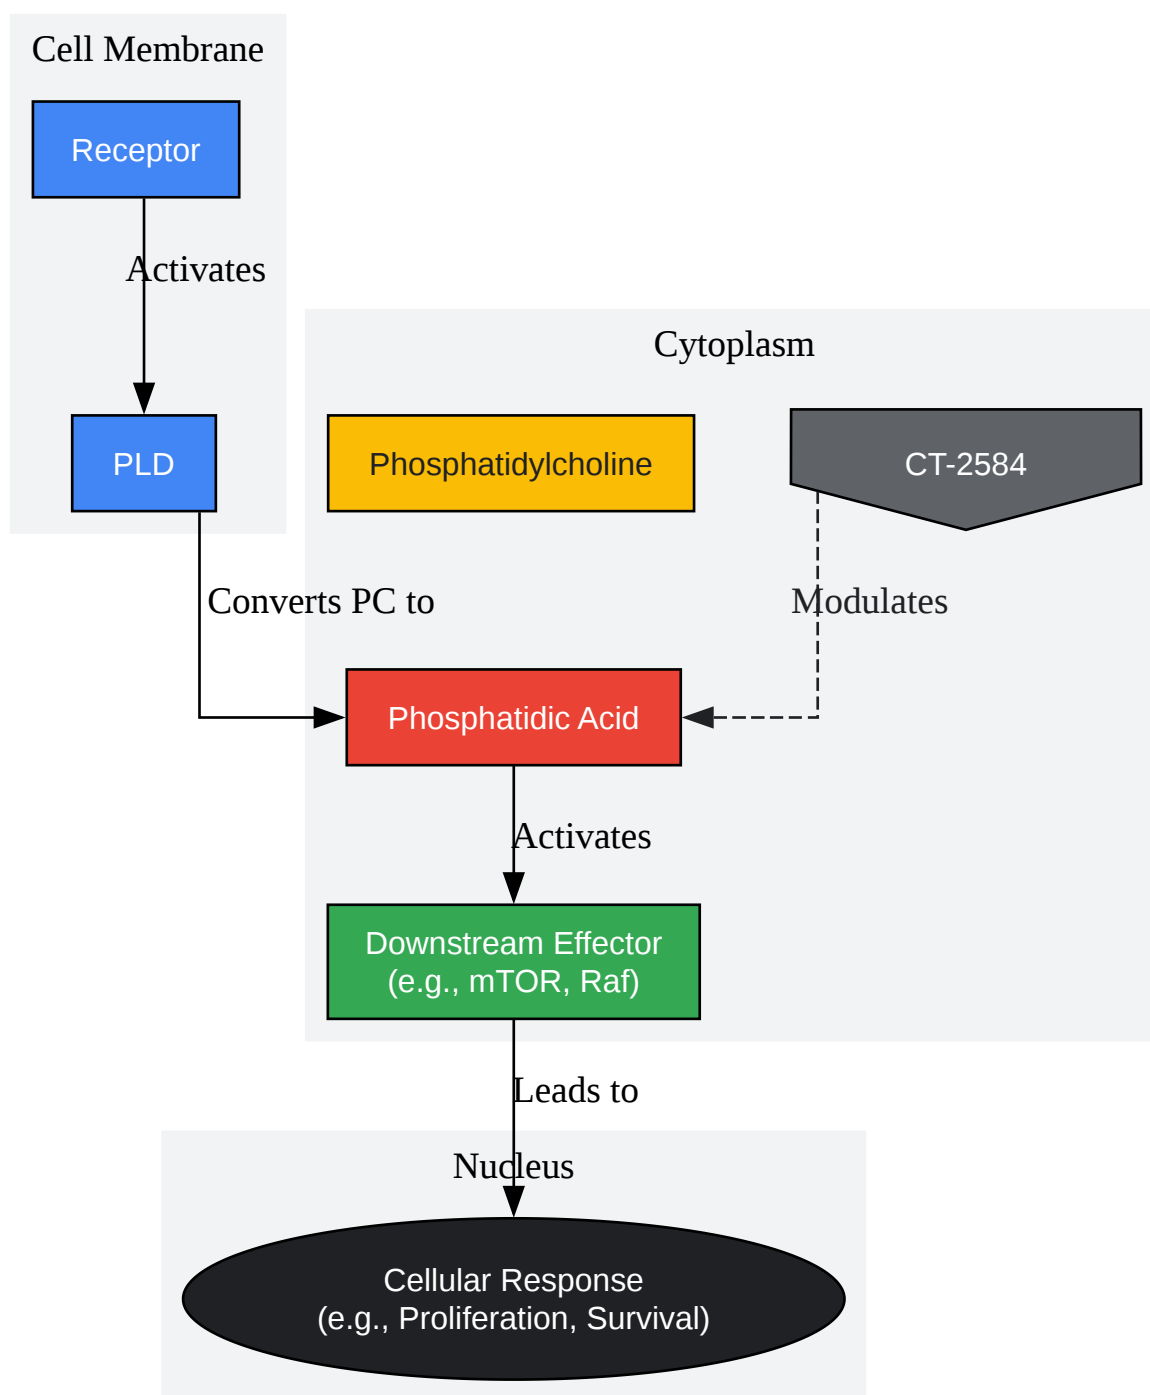 Cell Membrane
Receptor
Activates
Cytoplasm
PLD
Phosphatidylcholine
CT-2584
Converts PC to
Modulates
Phosphatidic Acid
Activates
Downstream Effector
(e.g., mTOR, Raf)
Leads to
Nucleus
Cellular Response
(e.g., Proliferation, Survival)